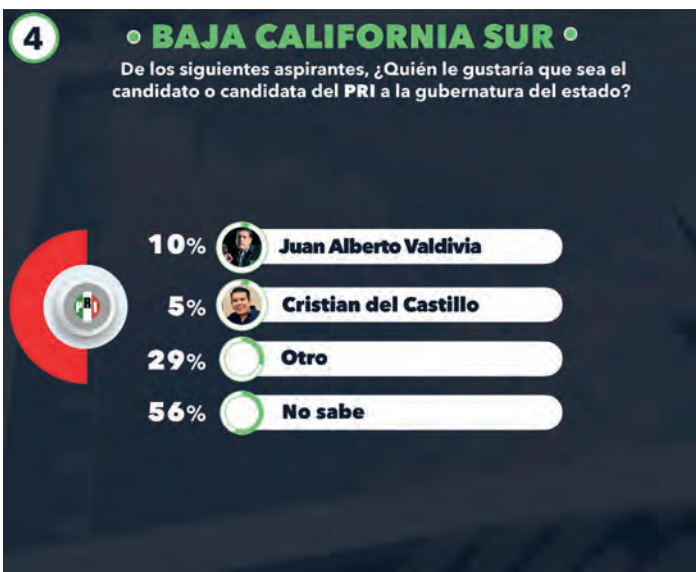 4
BAJA CALIFORNIA SUR
De los siguientes aspirantes, ¿Quién le gustaría que sea el
candidato o candidata del PRI a la gubernatura del estado?
10% Juan Alberto Valdivia
PRI
5% Cristian del Castillo
29% Otro
56% No sabe